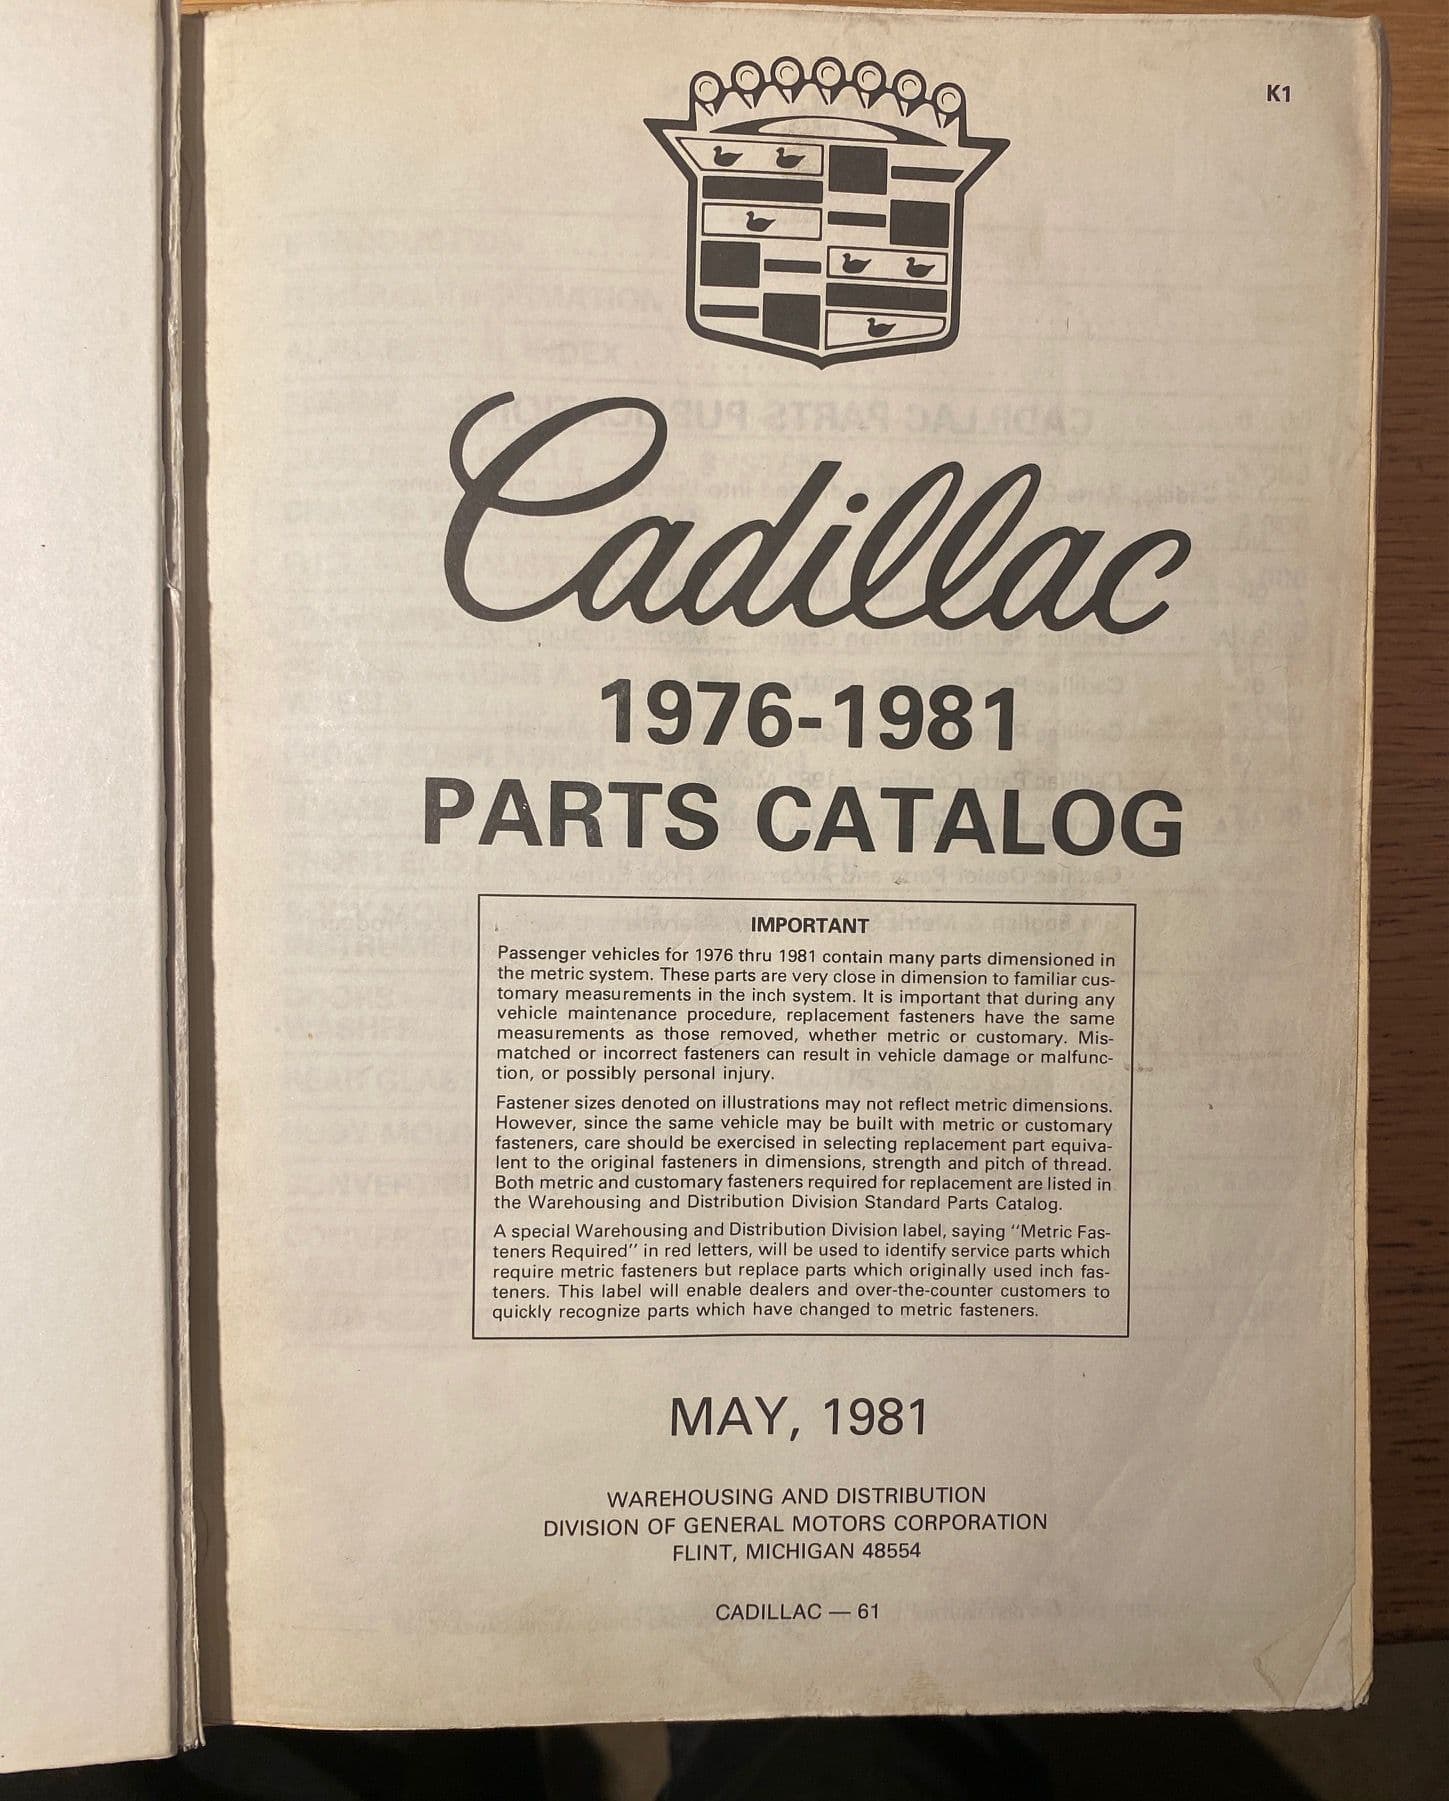 K1
Cadillac
1976-1981
PARTS CATALOG
IMPORTANT
Passenger vehicles for 1976 thru 1981 contain many parts dimensioned in
the metric system. These parts are very close in dimension to familiar cus-
tomary measurements in the inch system. It is important that during any
vehicle maintenance procedure, replacement fasteners have the same
measurements as those removed, whether metric or customary. Mis-
matched or incorrect fasteners can result in vehicle damage or malfunc-
tion, or possibly personal injury.
Fastener sizes denoted on illustrations may not reflect metric dimensions.
However, since the same vehicle may be built with metric or customary
fasteners, care should be exercised in selecting replacement part equiva-
lent to the original fasteners in dimensions, strength and pitch of thread.
Both metric and customary fasteners required for replacement are listed in
the Warehousing and Distribution Division Standard Parts Catalog.
A special Warehousing and Distribution Division label, saying "Metric Fas-
teners Required" in red letters, will be used to identify service parts which
require metric fasteners but replace parts which originally used inch fas-
teners. This label will enable dealers and over-the-counter customers to
quickly recognize parts which have changed to metric fasteners.
MAY, 1981
WAREHOUSING AND DISTRIBUTION
DIVISION OF GENERAL MOTORS CORPORATION
FLINT, MICHIGAN 48554
CADILLAC — 61